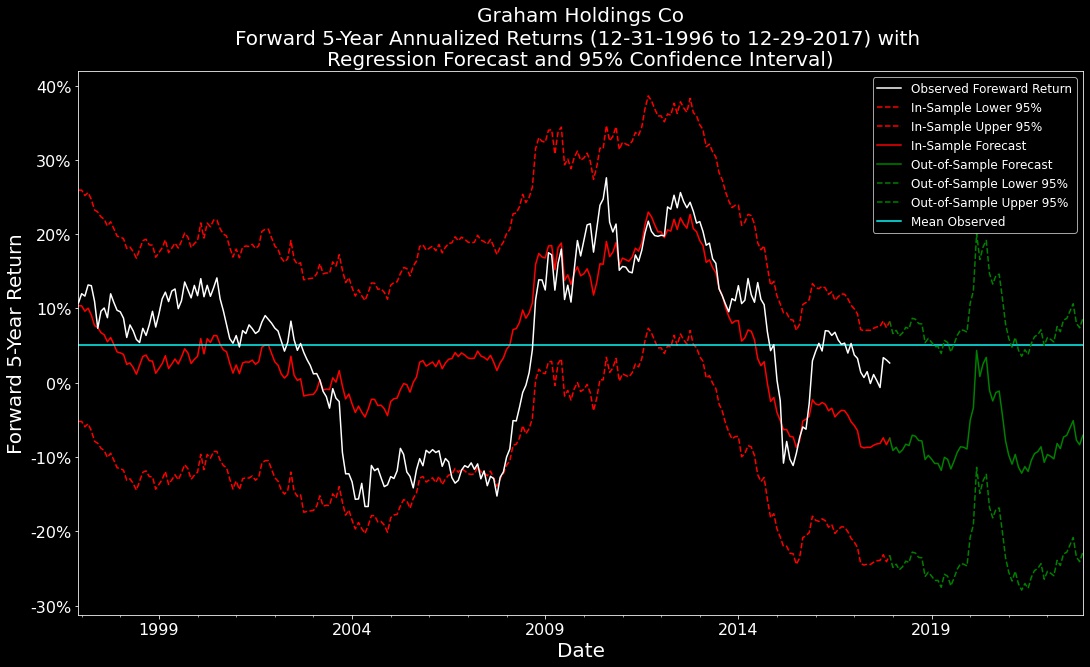 Graham Holdings Co
Forward 5-Year Annualized Returns (12-31-1996 to 12-29-2017) with
Regression Forecast and 95% Confidence Interval)
40%
30%
20%
10%
0%
-10%
-20%
-30%
Forward 5-Year Return
Observed Foreward Return
In-Sample Lower 95%
In-Sample Upper 95%
In-Sample Forecast
Out-of-Sample Forecast
Out-of-Sample Lower 95%
Out-of-Sample Upper 95%
Mean Observed
1999
2004
2009
2014
2019
Date